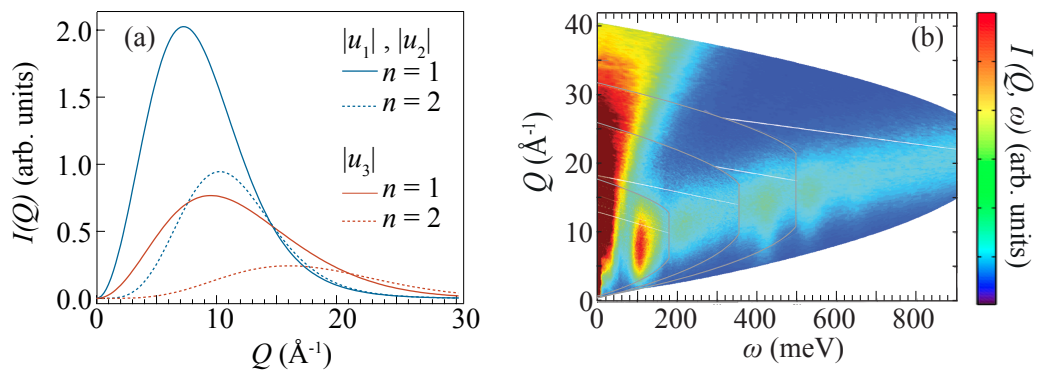 (a)
|u₁| , |u₂|
n = 1
n = 2
|u₃|
n = 1
n = 2
I(Q) (arb. units)
2.0
1.5
1.0
0.5
0.0
0 10 20 30
Q (Å⁻¹)
(b)
Q (Å⁻¹)
40
30
20
10
0
0 200 400 600 800
ω (meV)
I (Q, ω) (arb. units)